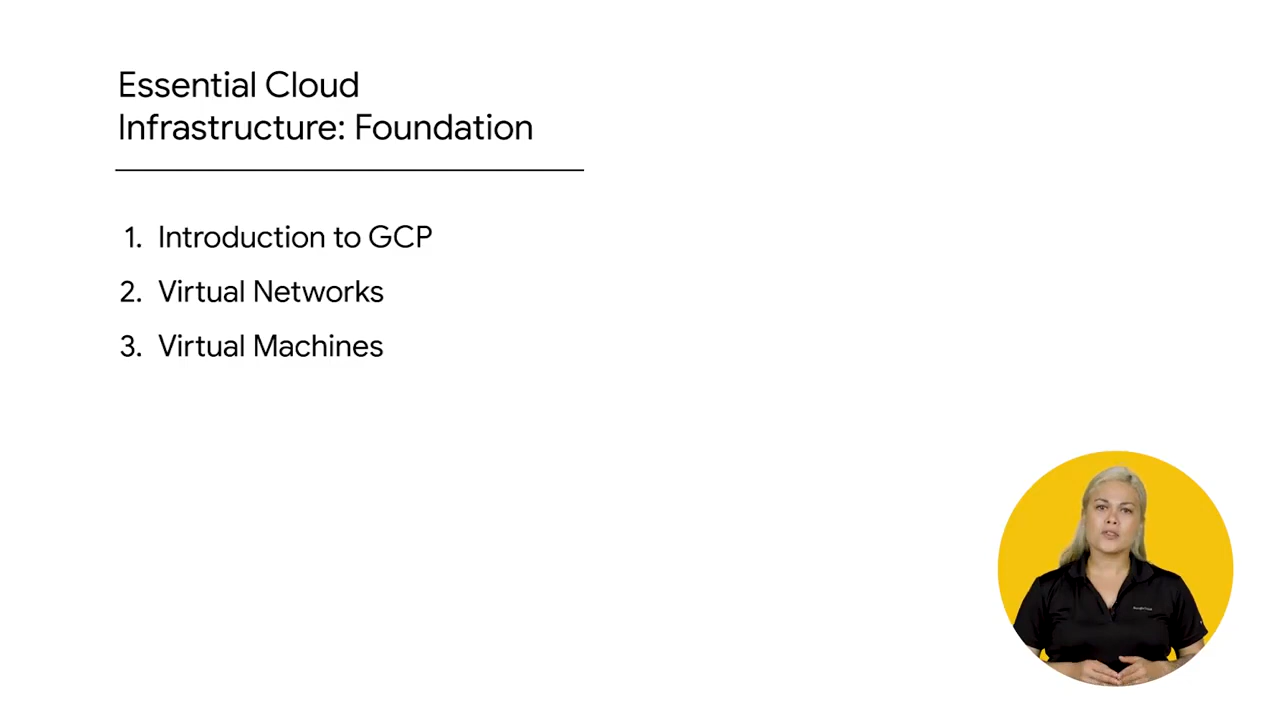 Essential Cloud
Infrastructure: Foundation
1. Introduction to GCP
2. Virtual Networks
3. Virtual Machines